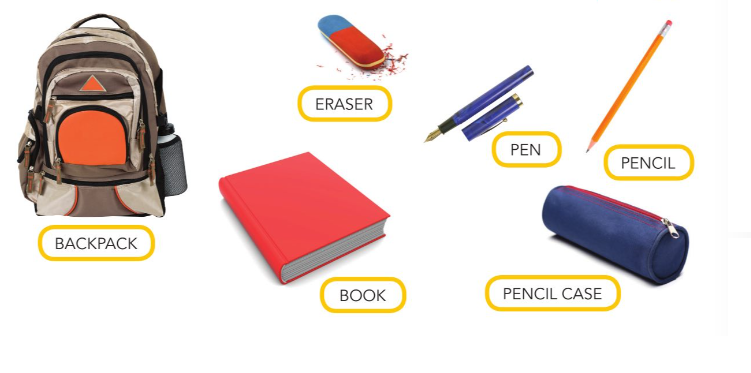 ERASER
PEN
PENCIL
BACKPACK
BOOK
PENCIL CASE